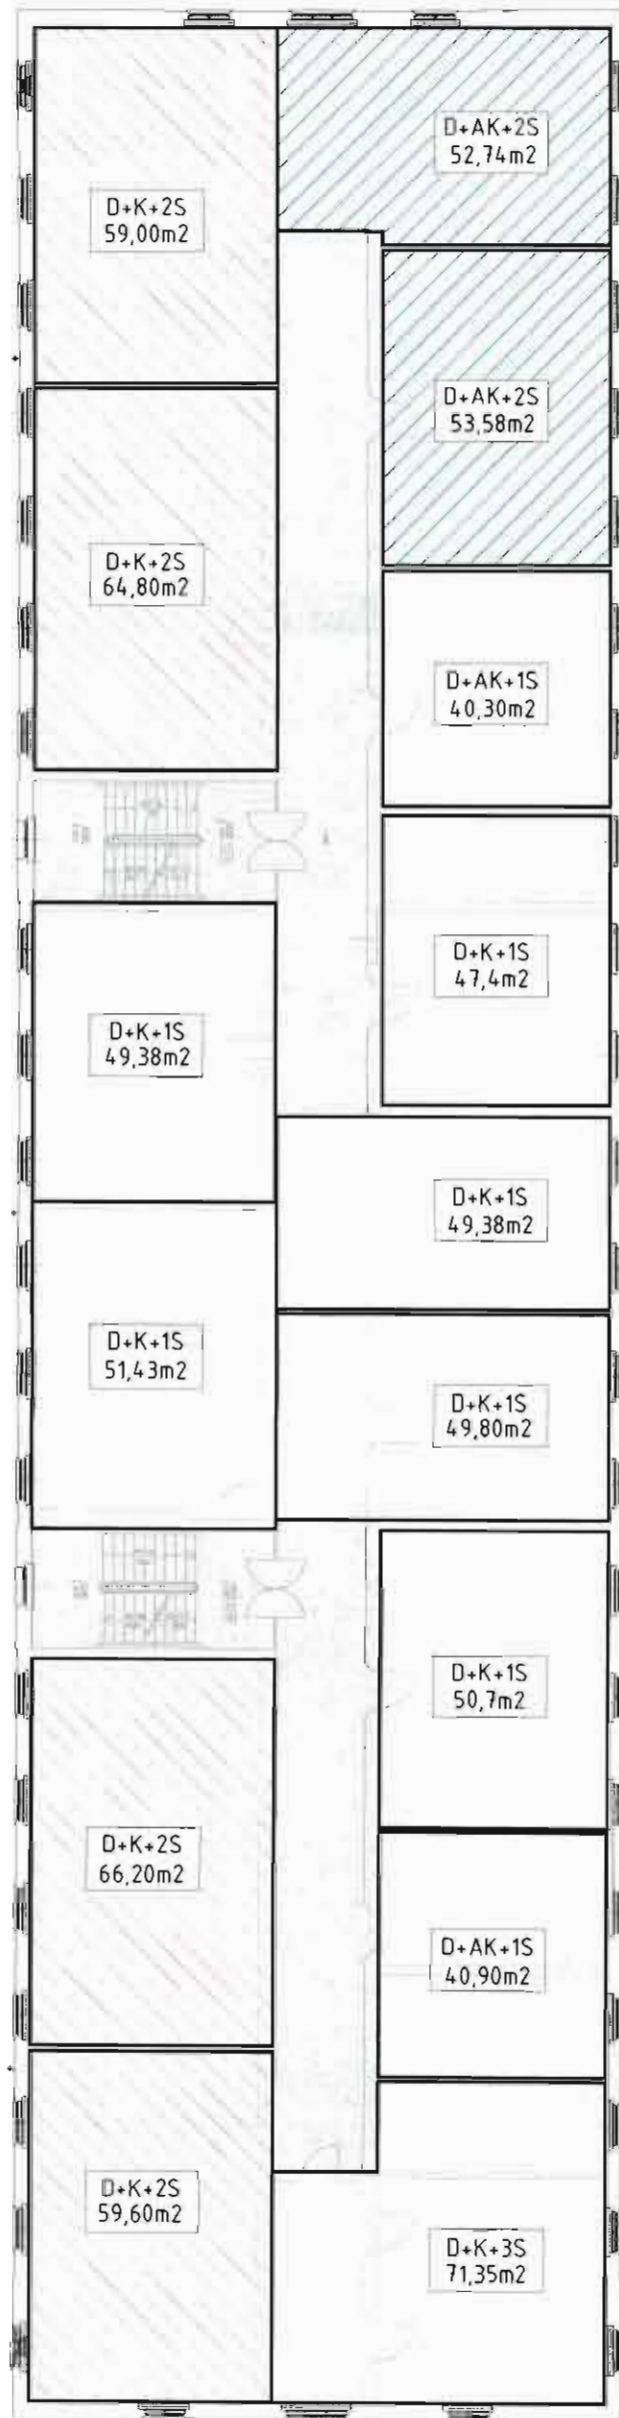 D+AK+2S
52,74m2
D+K+2S
59,00m2
D+AK+2S
53,58m2
D+K+2S
64,80m2
D+AK+1S
40,30m2
D+K+1S
47,4m2
D+K+1S
49,38m2
D+K+1S
49,38m2
D+K+1S
51,43m2
D+K+1S
49,80m2
D+K+1S
50,7m2
D+K+2S
66,20m2
D+AK+1S
40,90m2
D+K+2S
59,60m2
D+K+3S
71,35m2